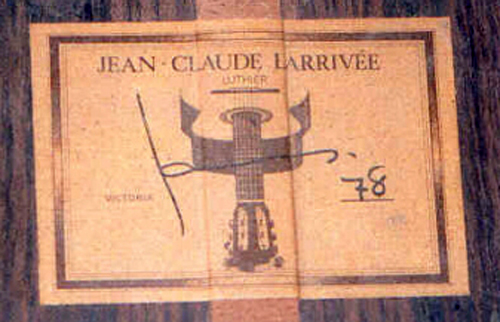 JEAN · CLAUDE LARRIVÉE
LUTHIER
VICTORIA
78